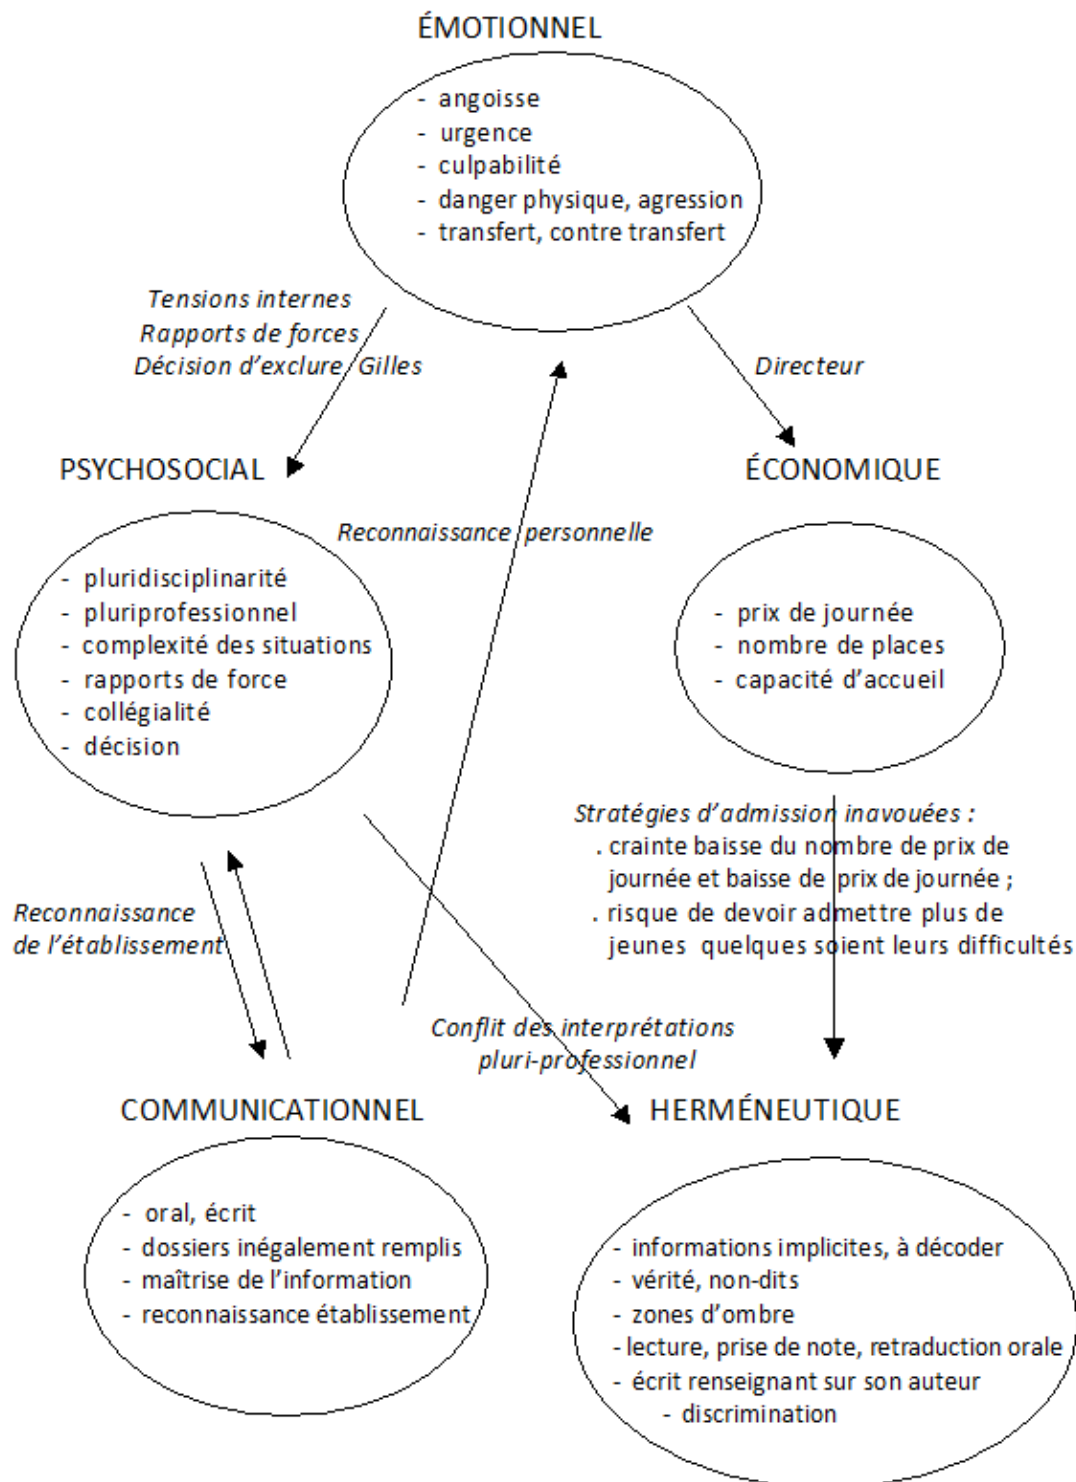 ÉMOTIONNEL
- angoisse
- urgence
- culpabilité
- danger physique, agression
- transfert, contre transfert
Tensions internes
Rapports de forces
Décision d'exclure Gilles
Directeur
PSYCHOSOCIAL
ÉCONOMIQUE
Reconnaissance personnelle
- pluridisciplinarité
- pluriprofessionnel
- complexité des situations
- rapports de force
- collégialité
- décision
- prix de journée
- nombre de places
- capacité d'accueil
Stratégies d'admission inavouées :
. crainte baisse du nombre de prix de
journée et baisse de prix de journée ;
. risque de devoir admettre plus de
jeunes quelques soient leurs difficultés
Reconnaissance
de l'établissement
Conflit des interprétations
pluri-professionnel
COMMUNICATIONNEL
HERMÉNEUTIQUE
- oral, écrit
- dossiers inégalement remplis
- maîtrise de l'information
- reconnaissance établissement
- informations implicites, à décoder
- vérité, non-dits
- zones d'ombre
- lecture, prise de note, retraduction orale
- écrit renseignant sur son auteur
- discrimination